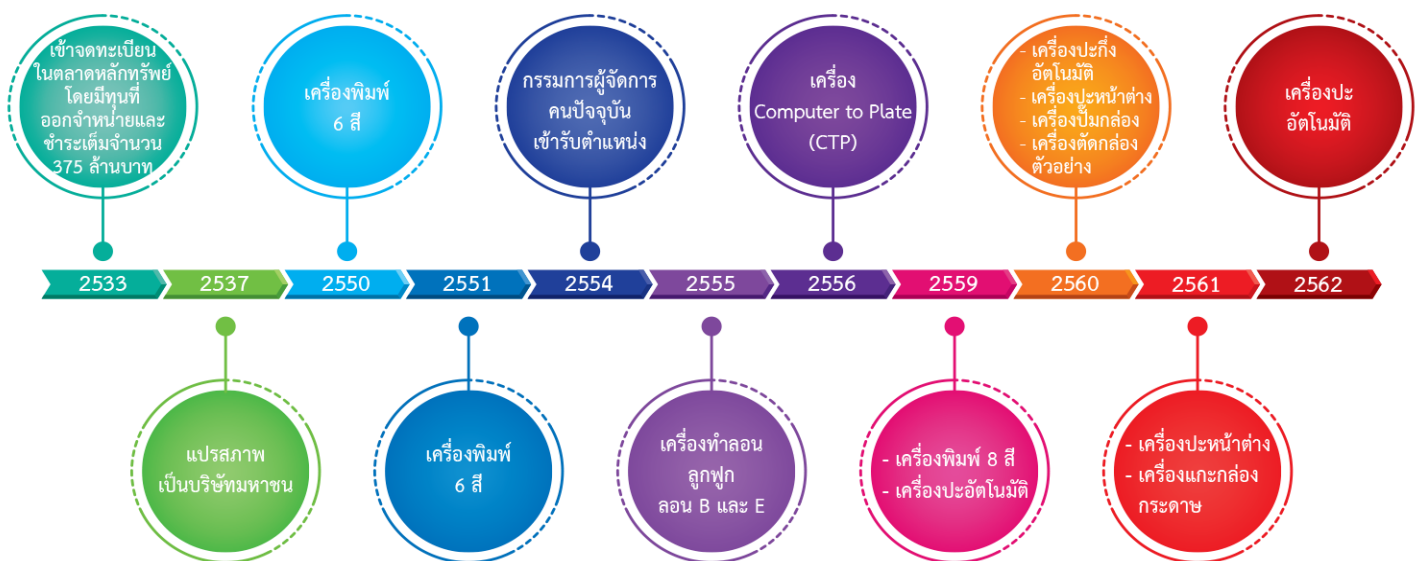 เข้าจดทะเบียน
ในตลาดหลักทรัพย์
โดยมีทุนที่
ออกจำหน่ายและ
ชำระเต็มจำนวน
375 ล้านบาท
เครื่องพิมพ์
6 สี
กรรมการผู้จัดการ
คนปัจจุบัน
เข้ารับตำแหน่ง
เครื่อง
Computer to Plate
(CTP)
- เครื่องปะกึ่ง
อัตโนมัติ
- เครื่องปะหน้าต่าง
- เครื่องปั๊มกล่อง
- เครื่องตัดกล่อง
ตัวอย่าง
เครื่องปะ
อัตโนมัติ
2533 2537 2550 2551 2554 2555 2556 2559 2560 2561 2562
แปรสภาพ
เป็นบริษัทมหาชน
เครื่องพิมพ์
6 สี
เครื่องทำลอน
ลูกฟูก
ลอน B และ E
- เครื่องพิมพ์ 8 สี
- เครื่องปะอัตโนมัติ
- เครื่องปะหน้าต่าง
- เครื่องแกะกล่อง
กระดาษ